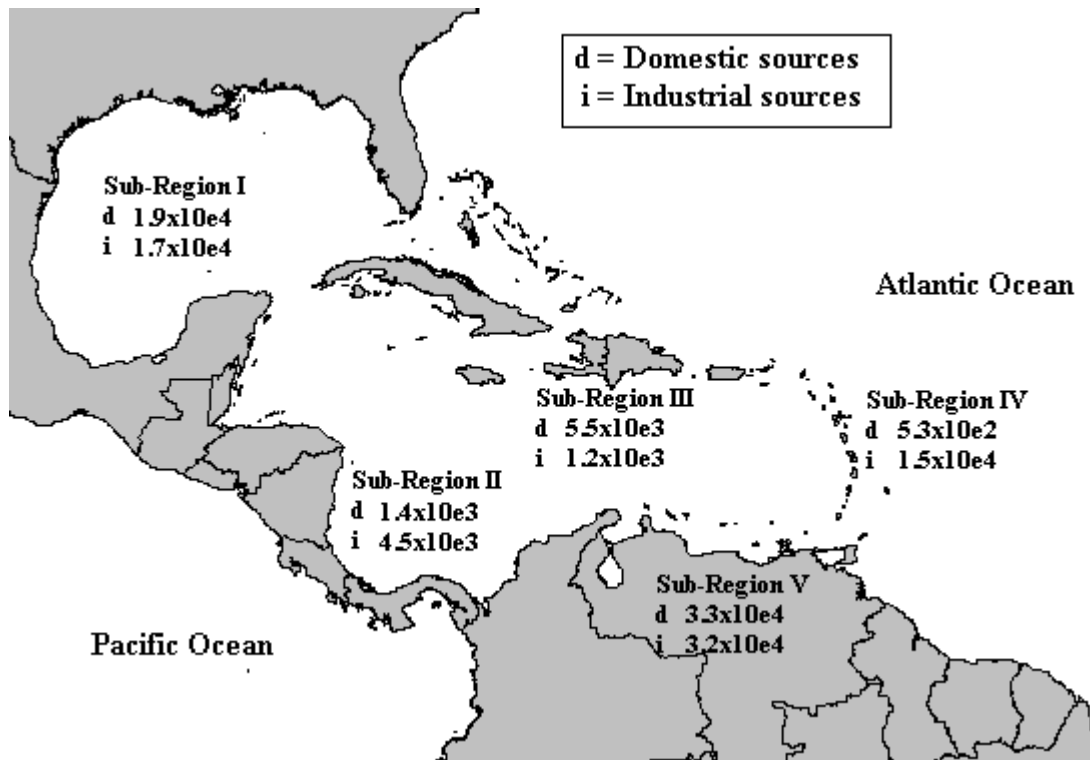 d = Domestic sources
i = Industrial sources
Sub-Region I
d 1.9x10e4
i 1.7x10e4
Atlantic Ocean
Sub-Region III
d 5.5x10e3
i 1.2x10e3
Sub-Region IV
d 5.3x10e2
i 1.5x10e4
Sub-Region II
d 1.4x10e3
i 4.5x10e3
Sub-Region V
d 3.3x10e4
i 3.2x10e4
Pacific Ocean